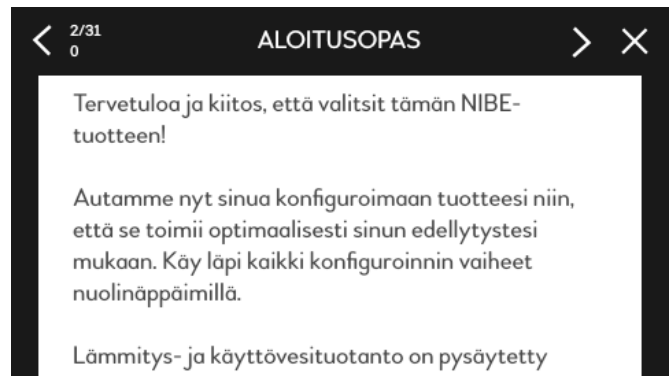 2/31
0
ALOITUSOPAS
Tervetuloa ja kiitos, että valitsit tämän NIBE-
tuotteen!
Autamme nyt sinua konfiguroimaan tuotteesi niin,
että se toimii optimaalisesti sinun edellytystesi
mukaan. Käy läpi kaikki konfiguroinnin vaiheet
nuolinäppäimillä.
Lämmitys- ja käyttövesituotanto on pysäytetty